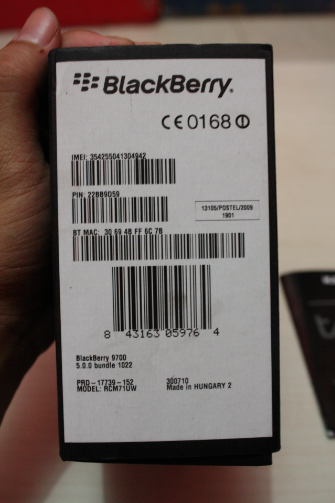 BlackBerry.
CE0168
IMEI: 354255041304942
PIN: 22BB9D59
13105/POSTEL/2009
1901
BT MAC: 30 69 4B FF 6C 7B
8 43163 05976 4
BlackBerry 9700
5.0.0 bundle 1022
PRD-17739-152
MODEL: RCM71UW
300710
Made in HUNGARY 2